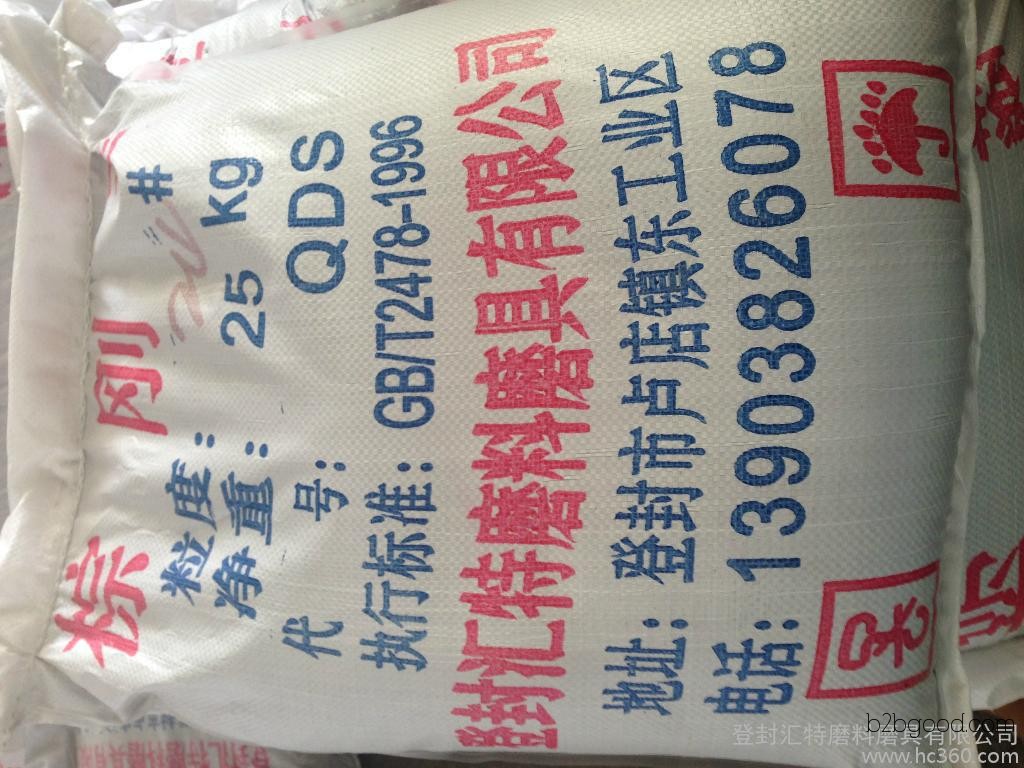 棕 刚
粒度: 24 #
净重: 25 kg
代 号: QDS
执行标准: GB/T2478-1996
登封汇特磨料磨具有限公司
地址: 登封市卢店镇东工业区
电话: 13903826078
b2bgood.com
登封汇特磨料磨具有限公司
www.hc360.com